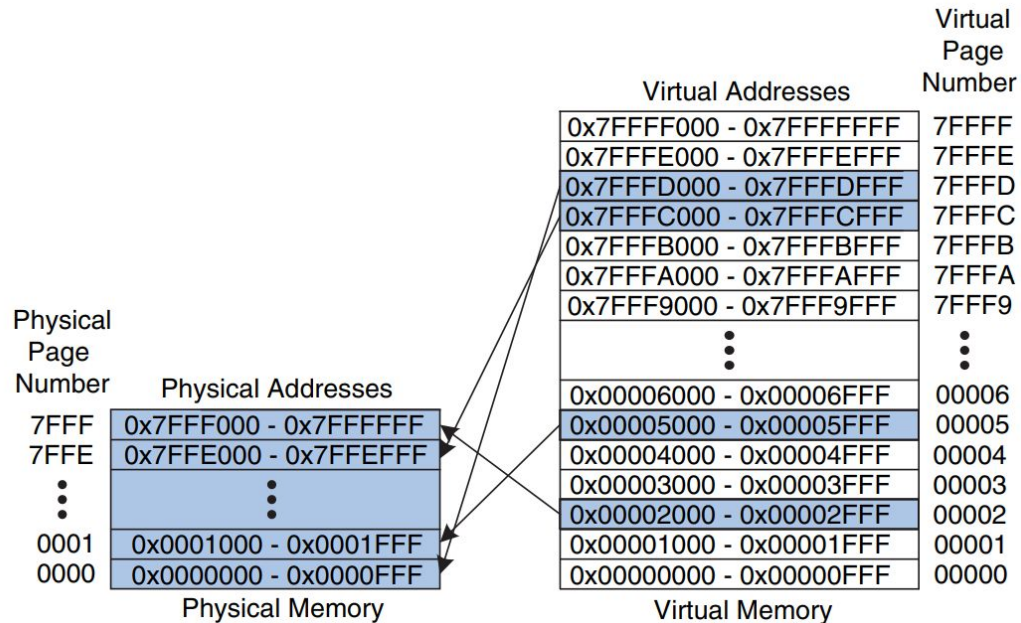 Virtual
Page
Number
Virtual Addresses
0x7FFFF000 - 0x7FFFFFFF 7FFFF
0x7FFFE000 - 0x7FFFEFFF 7FFFE
0x7FFFD000 - 0x7FFFDFFF 7FFFD
0x7FFFC000 - 0x7FFFCFFF 7FFFC
0x7FFFB000 - 0x7FFFBFFF 7FFFB
0x7FFFA000 - 0x7FFFAFFF 7FFFA
0x7FFF9000 - 0x7FFF9FFF 7FFF9
0x00006000 - 0x00006FFF 00006
0x00005000 - 0x00005FFF 00005
0x00004000 - 0x00004FFF 00004
0x00003000 - 0x00003FFF 00003
0x00002000 - 0x00002FFF 00002
0x00001000 - 0x00001FFF 00001
0x00000000 - 0x00000FFF 00000
Virtual Memory
Physical
Page
Number
Physical Addresses
7FFF 0x7FFF000 - 0x7FFFFFF
7FFE 0x7FFE000 - 0x7FFEFFF
0001 0x0001000 - 0x0001FFF
0000 0x0000000 - 0x0000FFF
Physical Memory